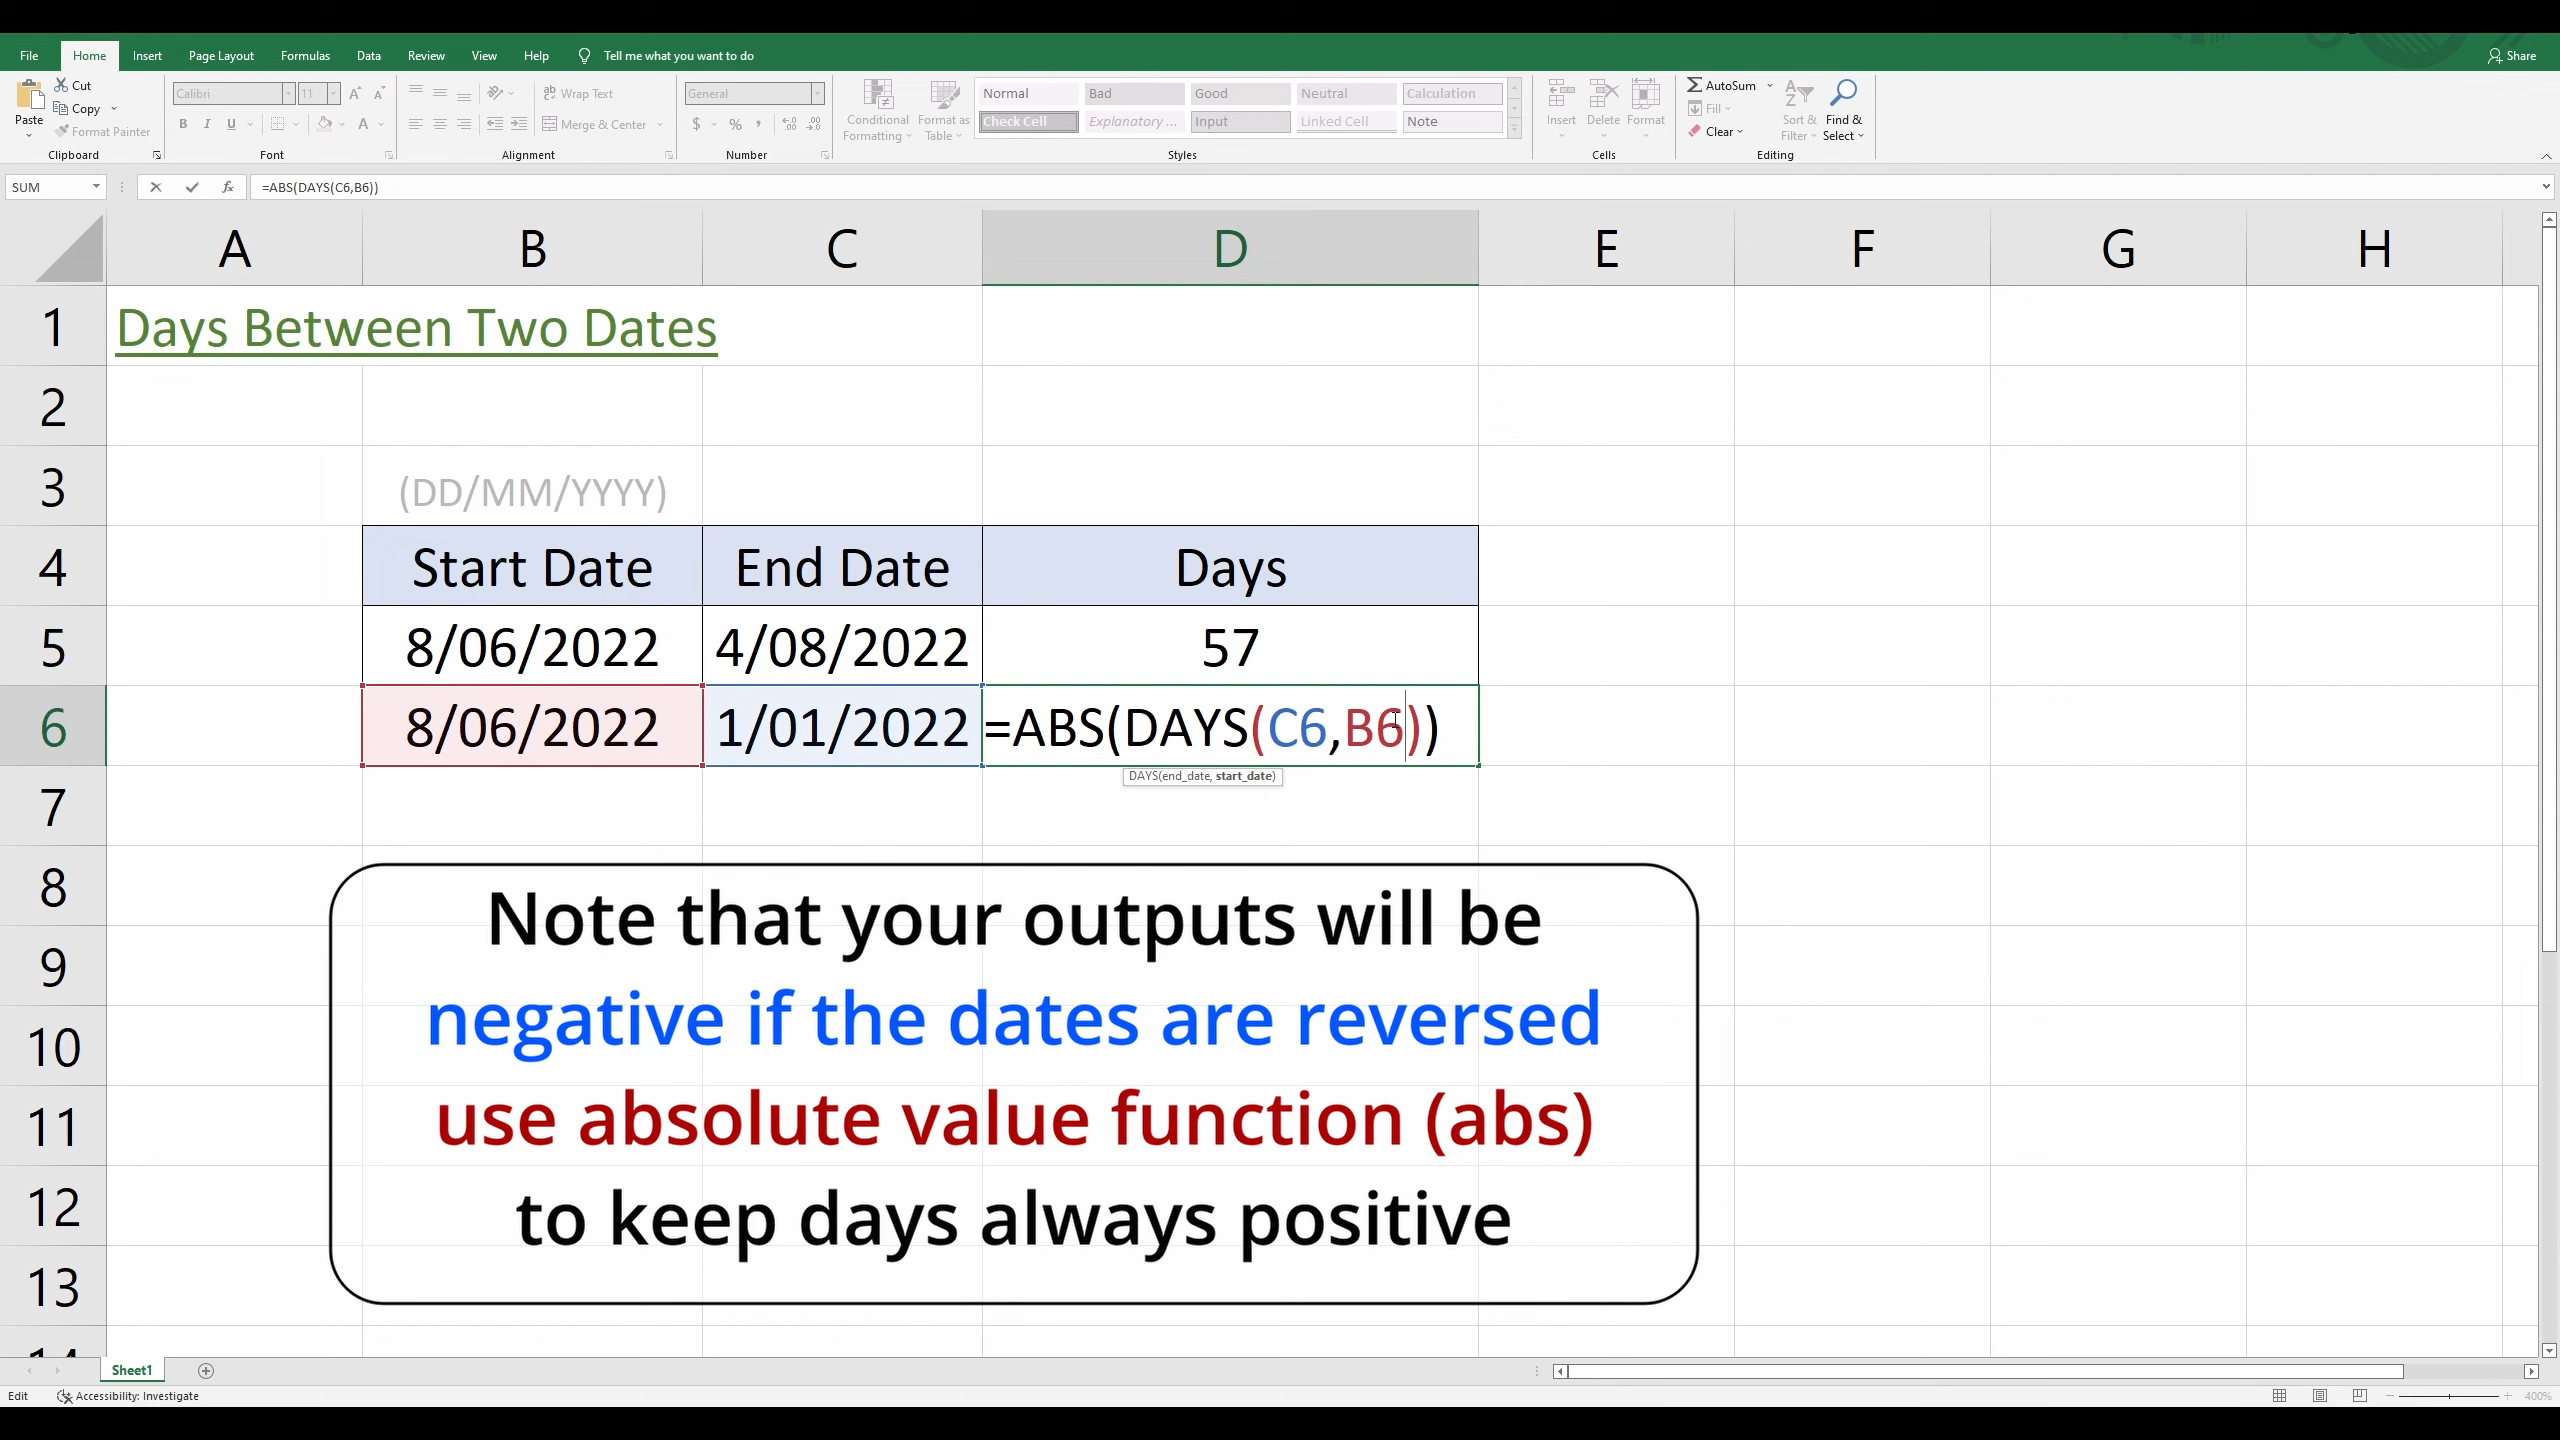 File Home Insert Page Layout Formulas Data Review View Help Tell me what you want to do Share
Paste Cut Copy Format Painter Clipboard
Calibri 11 A A B I U A Font
Wrap Text Merge & Center Alignment
General $ % , Number
Conditional Formatting Format as Table
Normal Bad Good Neutral Calculation
Check Cell Explanatory ... Input Linked Cell Note
Styles
Insert Delete Format Cells
AutoSum Fill Clear Sort & Filter Find & Select Editing
SUM fx =ABS(DAYS(C6,B6))
A B C D E F G H
1 Days Between Two Dates
2
3 (DD/MM/YYYY)
4 Start Date End Date Days
5 8/06/2022 4/08/2022 57
6 8/06/2022 1/01/2022 =ABS(DAYS(C6,B6))
DAYS(end_date, start_date)
7
8 Note that your outputs will be
9
negative if the dates are reversed
10
11 use absolute value function (abs)
12 to keep days always positive
13
14
Sheet1
Edit Accessibility: Investigate 400%